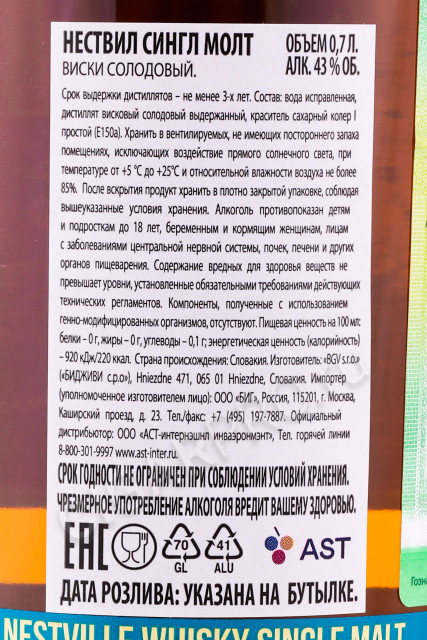 НЕСТВИЛ СИНГЛ МОЛТ
ВИСКИ СОЛОДОВЫЙ.
ОБЪЕМ 0,7 Л.
АЛК. 43 % ОБ.
Срок выдержки дистиллятов – не менее 3-х лет. Состав: вода исправленная,
дистиллят висковый солодовый выдержанный, краситель сахарный колер I
простой (Е150а). Хранить в вентилируемых, не имеющих постороннего запаха
помещениях, исключающих воздействие прямого солнечного света, при
температуре от +5 °С до +25°С и относительной влажности воздуха не более
85%. После вскрытия продукт хранить в плотно закрытой упаковке, соблюдая
вышеуказанные условия хранения. Алкоголь противопоказан детям
и подросткам до 18 лет, беременным и кормящим женщинам, лицам
с заболеваниями центральной нервной системы, почек, печени и других
органов пищеварения. Содержание вредных для здоровья веществ не
превышает уровни, установленные обязательными требованиями действующих
технических регламентов. Компоненты, полученные с использованием
генно-модифицированных организмов, отсутствуют. Пищевая ценность на 100 мл:
белки – 0 г, жиры – 0 г, углеводы – 0,1 г; энергетическая ценность (калорийность)
– 920 кДж/220 ккал. Страна происхождения: Словакия. Изготовитель: «BGV s.r.o.»
(«БИДЖИВИ с.р.о»), Hniezdne 471, 065 01 Hniezdne, Словакия. Импортер
(уполномоченное изготовителем лицо): ООО «БИГ», Россия, 115201, г. Москва,
Каширский проезд, д. 23. Тел./факс: +7 (495) 197-7887. Официальный
дистрибьютор: ООО «АСТ-интернэшнл инваэронмэнт», Тел. горячей линии
8-800-301-9997 www.ast-inter.ru.
СРОК ГОДНОСТИ НЕ ОГРАНИЧЕН ПРИ СОБЛЮДЕНИИ УСЛОВИЙ ХРАНЕНИЯ.
ЧРЕЗМЕРНОЕ УПОТРЕБЛЕНИЕ АЛКОГОЛЯ ВРЕДИТ ВАШЕМУ ЗДОРОВЬЮ.
EAC
70
GL
41
ALU
AST
ДАТА РОЗЛИВА: УКАЗАНА НА БУТЫЛКЕ.
Гозна
NESTVILLE WHISKY SINGLE MALT